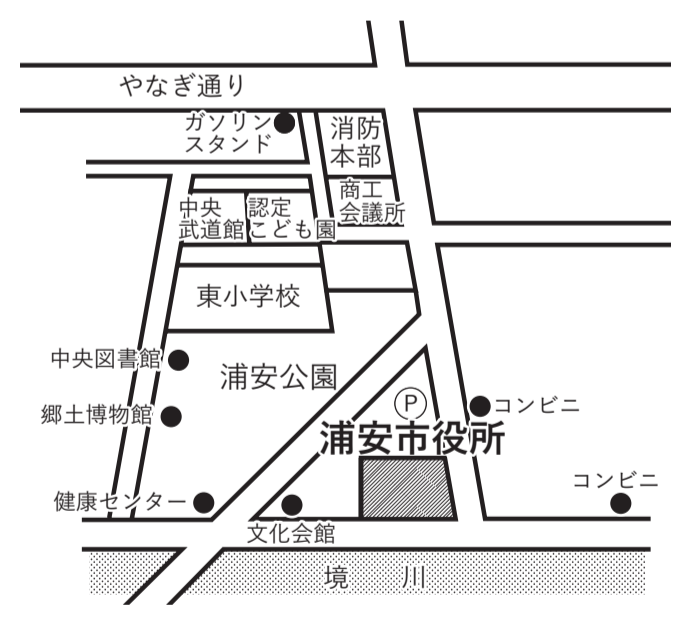 やなぎ通り
ガソリン
スタンド
消防
本部
商工
会議所
中央
武道館
認定
こども園
東小学校
中央図書館
浦安公園
郷土博物館
P
コンビニ
浦安市役所
健康センター
コンビニ
文化会館
境川